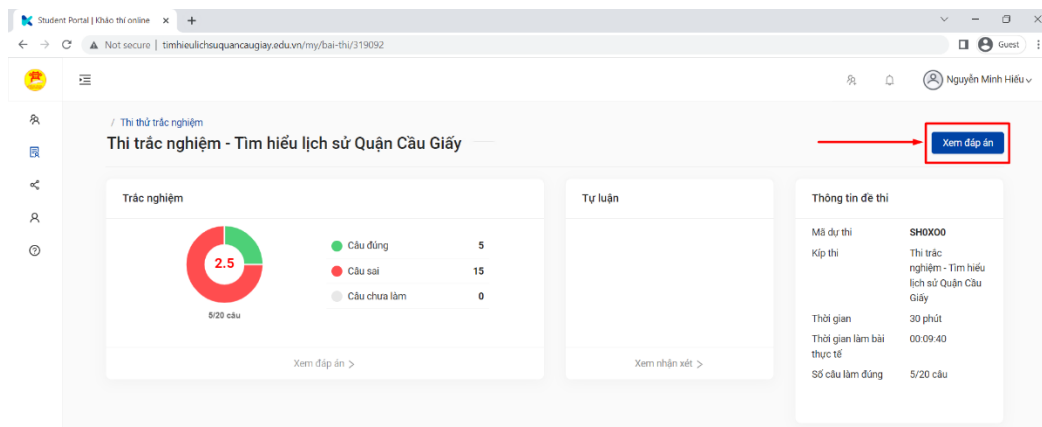 Student Portal | Khảo thí online
Not secure | timhieulichsuquancaugiay.edu.vn/my/bai-thi/319092
Guest
Nguyễn Minh Hiếu
/ Thi thử trắc nghiệm
Thi trắc nghiệm - Tìm hiểu lịch sử Quận Cầu Giấy
Xem đáp án
Trắc nghiệm
2.5
5/20 câu
Câu đúng 5
Câu sai 15
Câu chưa làm 0
Xem đáp án >
Tự luận
Xem nhận xét >
Thông tin đề thi
Mã dự thi SH0XO0
Kíp thi Thi trắc
nghiệm - Tìm hiểu
lịch sử Quận Cầu
Giấy
Thời gian 30 phút
Thời gian làm bài 00:09:40
thực tế
Số câu làm đúng 5/20 câu